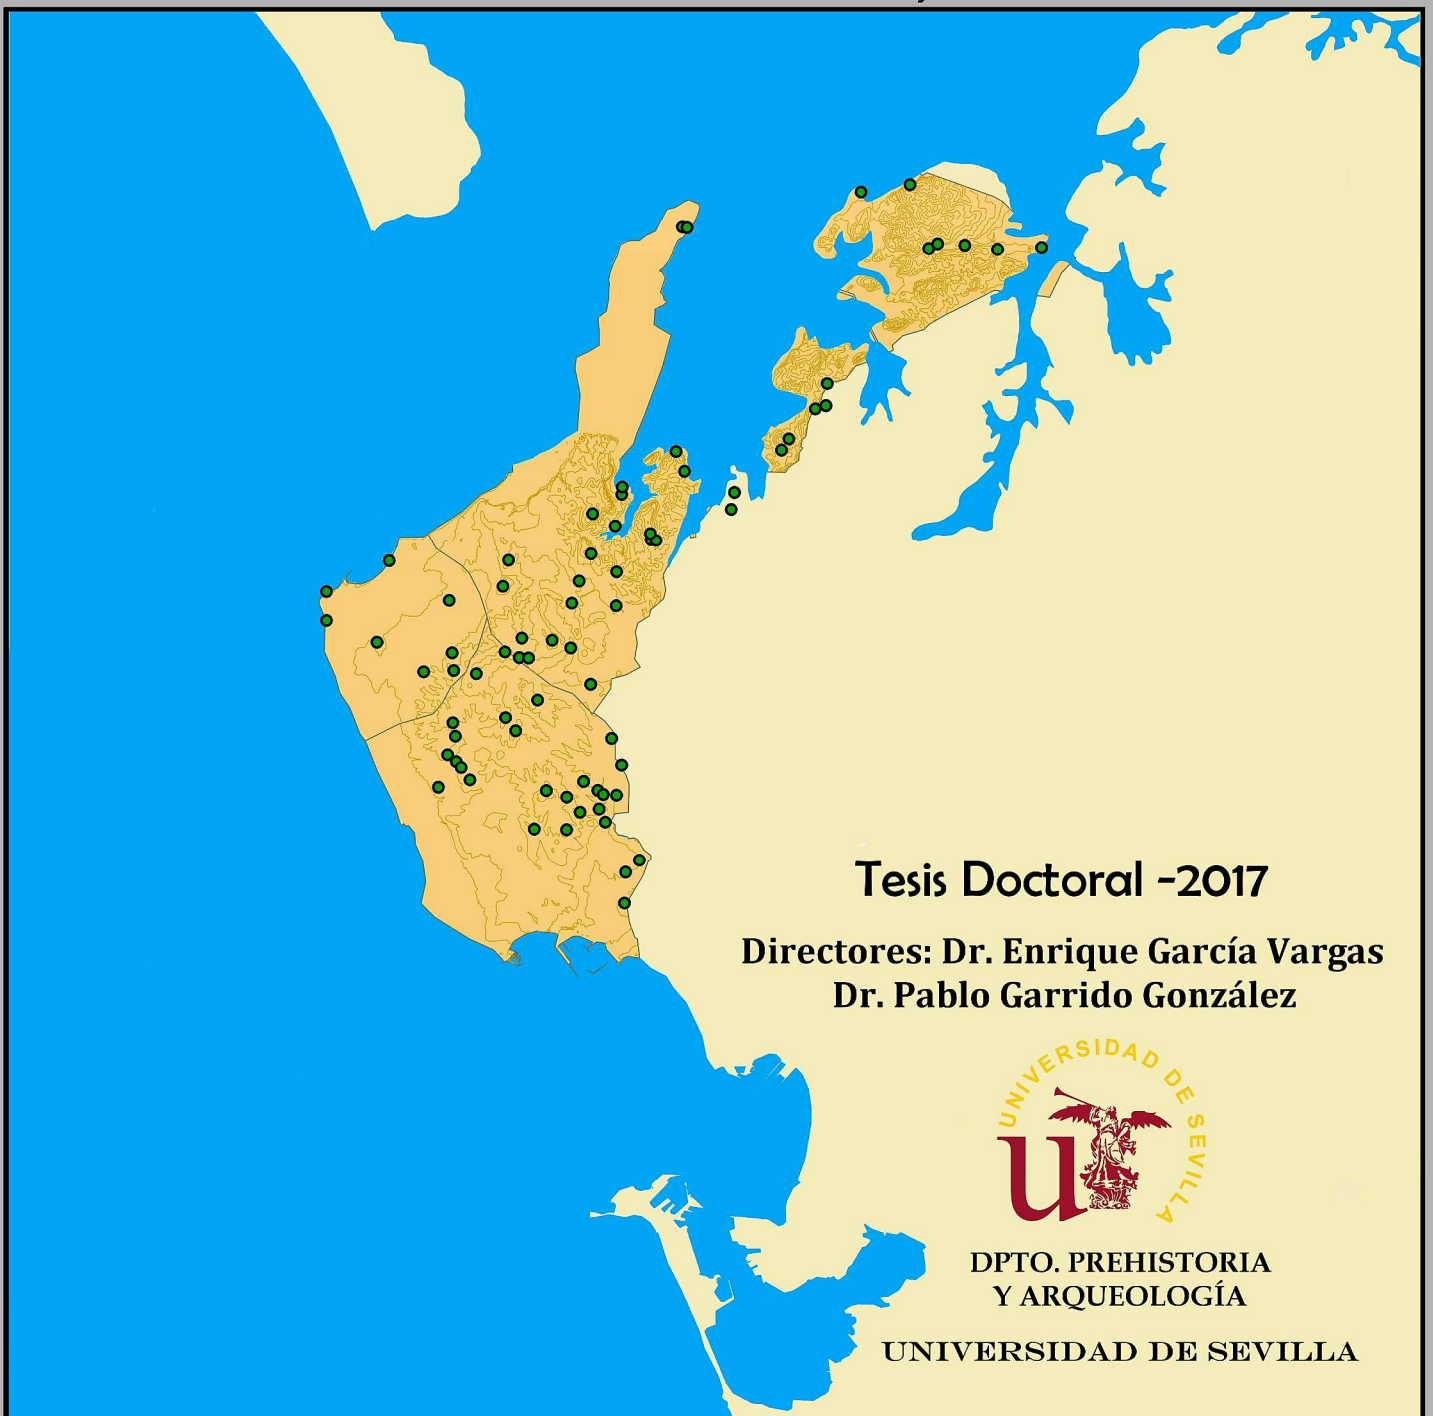 Tesis Doctoral -2017
Directores: Dr. Enrique García Vargas
Dr. Pablo Garrido González
UNIVERSIDAD DE SEVILLA
u
DPTO. PREHISTORIA
Y ARQUEOLOGÍA
UNIVERSIDAD DE SEVILLA